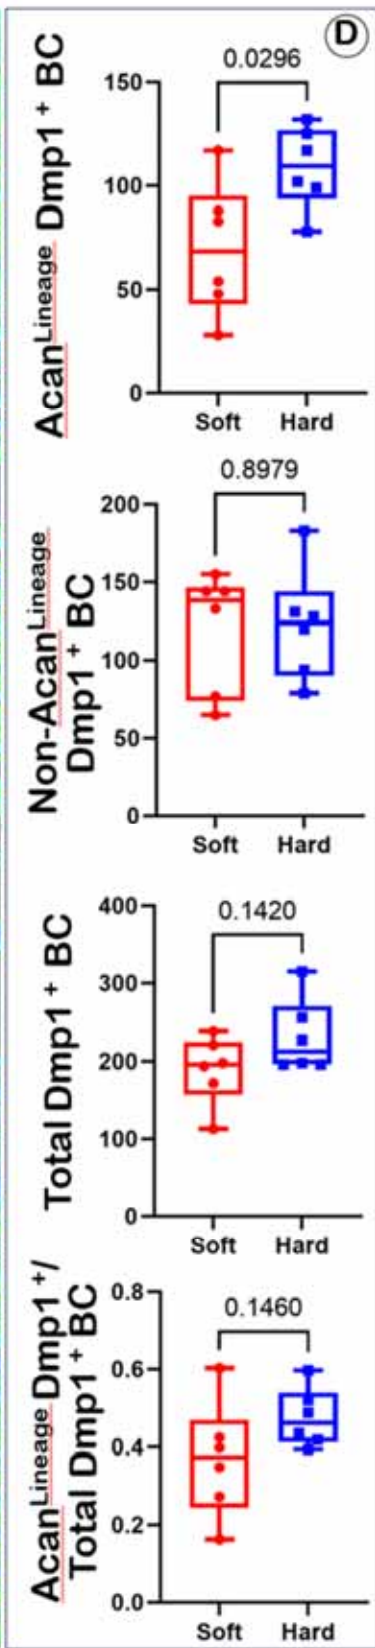 D
Acan^Lineage Dmp1^+ BC
0.0296
150
100
50
0
Soft Hard
Non-Acan^Lineage
Dmp1^+ BC
0.8979
200
150
100
50
0
Soft Hard
Total Dmp1^+ BC
0.1420
400
300
200
100
0
Soft Hard
Acan^Lineage Dmp1^+/
Total Dmp1^+ BC
0.1460
0.8
0.6
0.4
0.2
0.0
Soft Hard